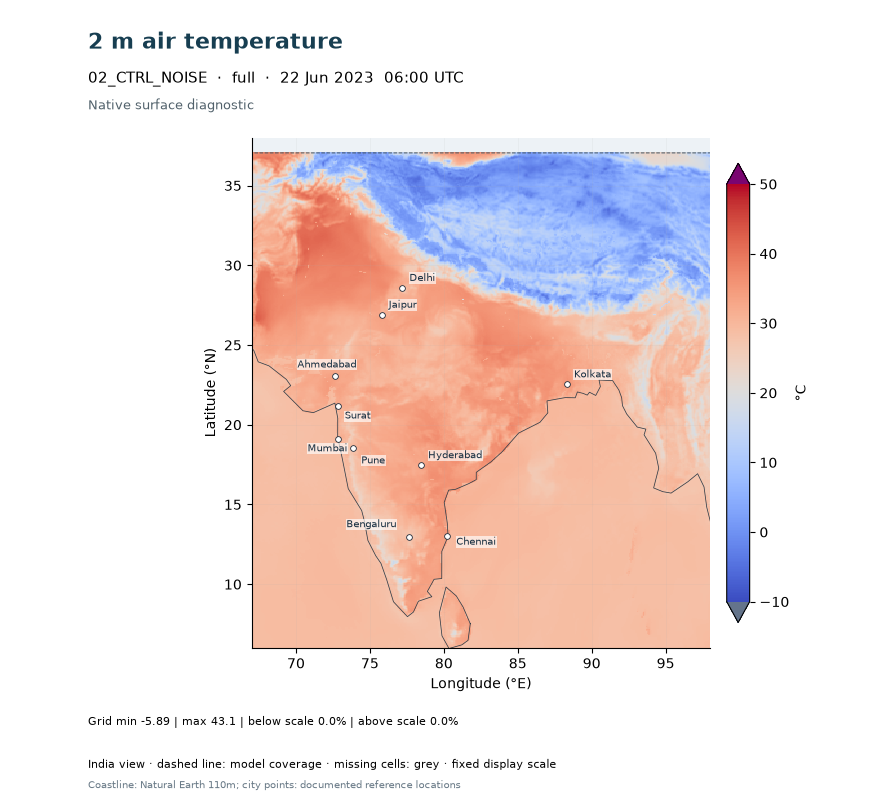 2 m air temperature
02_CTRL_NOISE · full · 22 Jun 2023 06:00 UTC
Native surface diagnostic
35
30
25
20
15
10
Latitude (°N)
70
75
80
85
90
95
Longitude (°E)
Delhi
Jaipur
Ahmedabad
Kolkata
Surat
Mumbai
Pune
Hyderabad
Bengaluru
Chennai
50
40
30
20
10
0
−10
°C
Grid min -5.89 | max 43.1 | below scale 0.0% | above scale 0.0%
India view · dashed line: model coverage · missing cells: grey · fixed display scale
Coastline: Natural Earth 110m; city points: documented reference locations